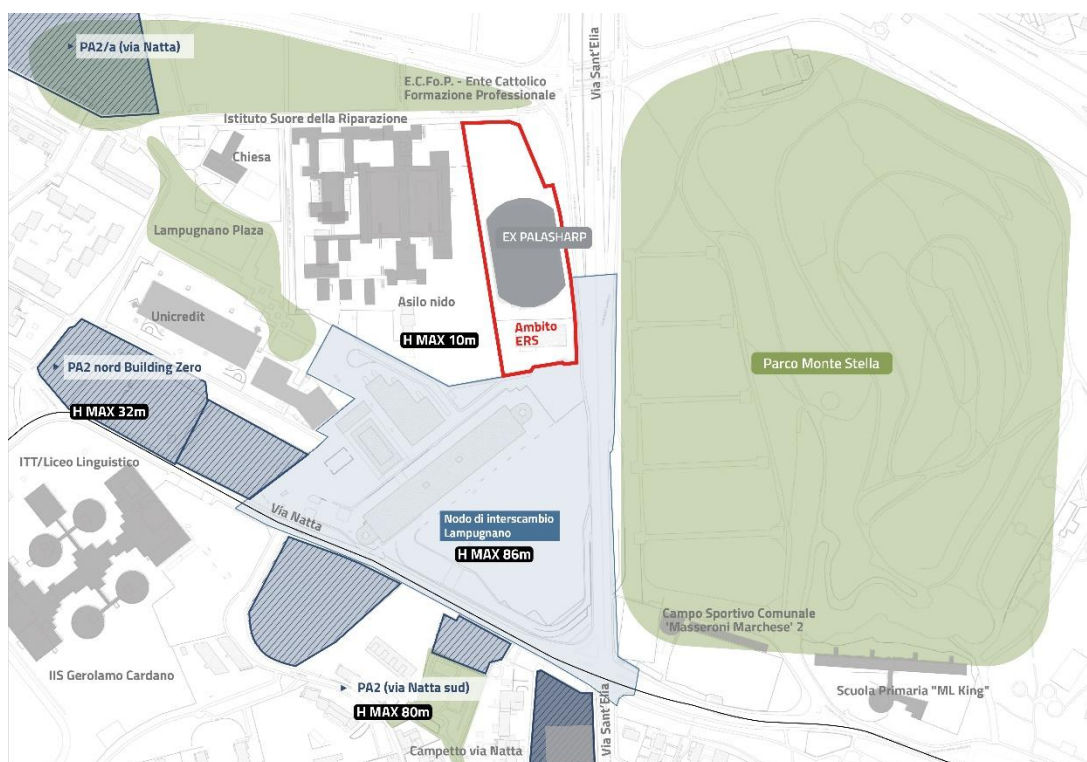 PA2/a (via Natta)
E.C.Fo.P. - Ente Cattolico
Formazione Professionale
Via Sant'Elia
Istituto Suore della Riparazione
Chiesa
Lampugnano Plaza
EX PALASHARP
Asilo nido
Unicredit
H MAX 10m
Ambito
ERS
Parco Monte Stella
PA2 nord Building Zero
H MAX 32m
ITT/Liceo Linguistico
Via Natta
Nodo di interscambio
Lampugnano
H MAX 86m
Campo Sportivo Comunale
'Masseroni Marchese' 2
IIS Gerolamo Cardano
PA2 (via Natta sud)
H MAX 80m
Scuola Primaria "ML King"
Via Sant'Elia
Campetto via Natta